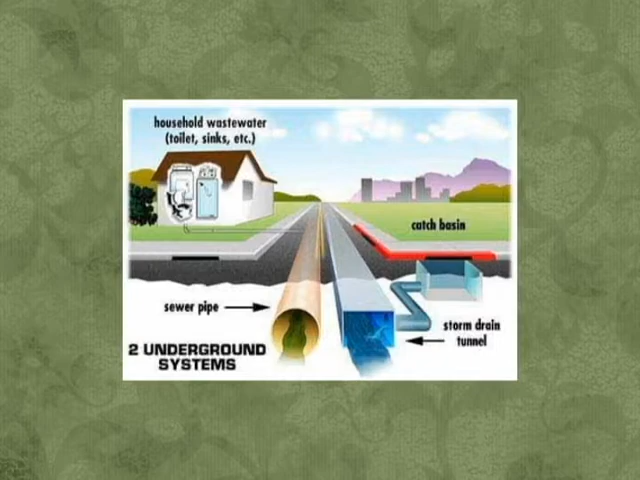 household wastewater
(toilet, sinks, etc.)
catch basin
sewer pipe
storm drain
tunnel
2 UNDERGROUND
SYSTEMS